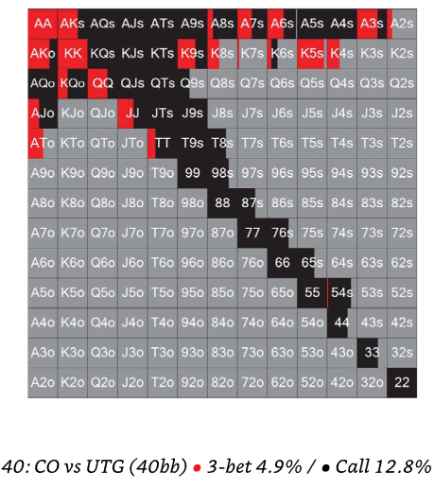 AA AKs AQs AJs ATs A9s A8s A7s A6s A5s A4s A3s A2s
AKo KK KQs KJs KTs K9s K8s K7s K6s K5s K4s K3s K2s
AQo KQo QQ QJs QTs Q9s Q8s Q7s Q6s Q5s Q4s Q3s Q2s
AJo KJo QJo JJ JTs J9s J8s J7s J6s J5s J4s J3s J2s
ATo KTo QTo JTo TT T9s T8s T7s T6s T5s T4s T3s T2s
A9o K9o Q9o J9o T9o 99 98s 97s 96s 95s 94s 93s 92s
A8o K8o Q8o J8o T8o 98o 88 87s 86s 85s 84s 83s 82s
A7o K7o Q7o J7o T7o 97o 87o 77 76s 75s 74s 73s 72s
A6o K6o Q6o J6o T6o 96o 86o 76o 66 65s 64s 63s 62s
A5o K5o Q5o J5o T5o 95o 85o 75o 65o 55 54s 53s 52s
A4o K4o Q4o J4o T4o 94o 84o 74o 64o 54o 44 43s 42s
A3o K3o Q3o J3o T3o 93o 83o 73o 63o 53o 43o 33 32s
A2o K2o Q2o J2o T2o 92o 82o 72o 62o 52o 42o 32o 22
40: CO vs UTG (40bb) • 3-bet 4.9% / • Call 12.8%